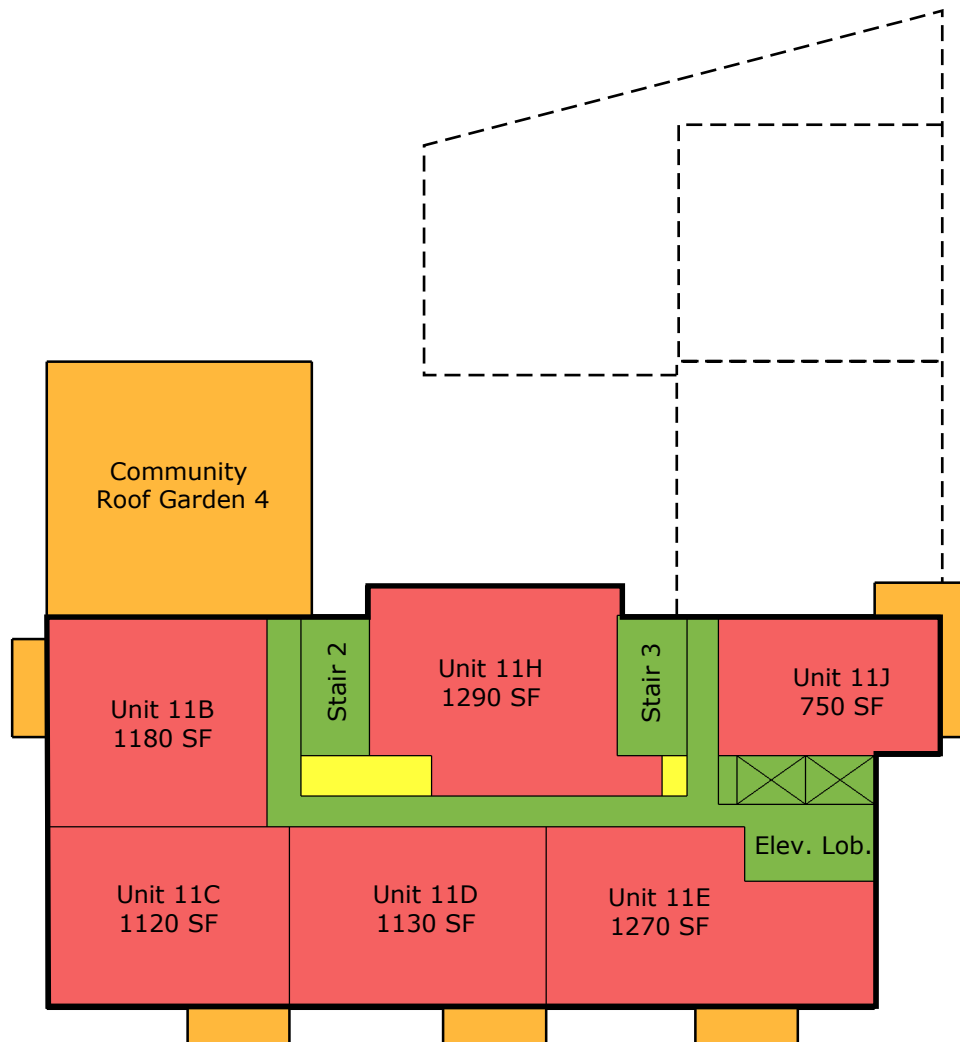 Community
Roof Garden 4
Unit 11B
1180 SF
Stair 2
Unit 11H
1290 SF
Stair 3
Unit 11J
750 SF
Elev. Lob.
Unit 11C
1120 SF
Unit 11D
1130 SF
Unit 11E
1270 SF